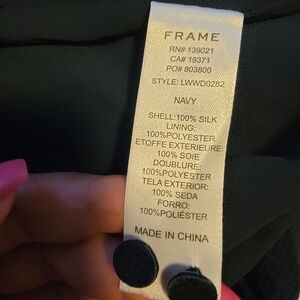 FRAME
RN# 139021
CA# 19371
PO# 803800
STYLE: LWWD0282
NAVY
SHELL:100% SILK
LINING:
100%POLYESTER
ETOFFE EXTERIEURE:
100% SOIE
DOUBLURE:
100%POLYESTER
TELA EXTERIOR:
100% SEDA
FORRO:
100%POLIÉSTER
MADE IN CHINA